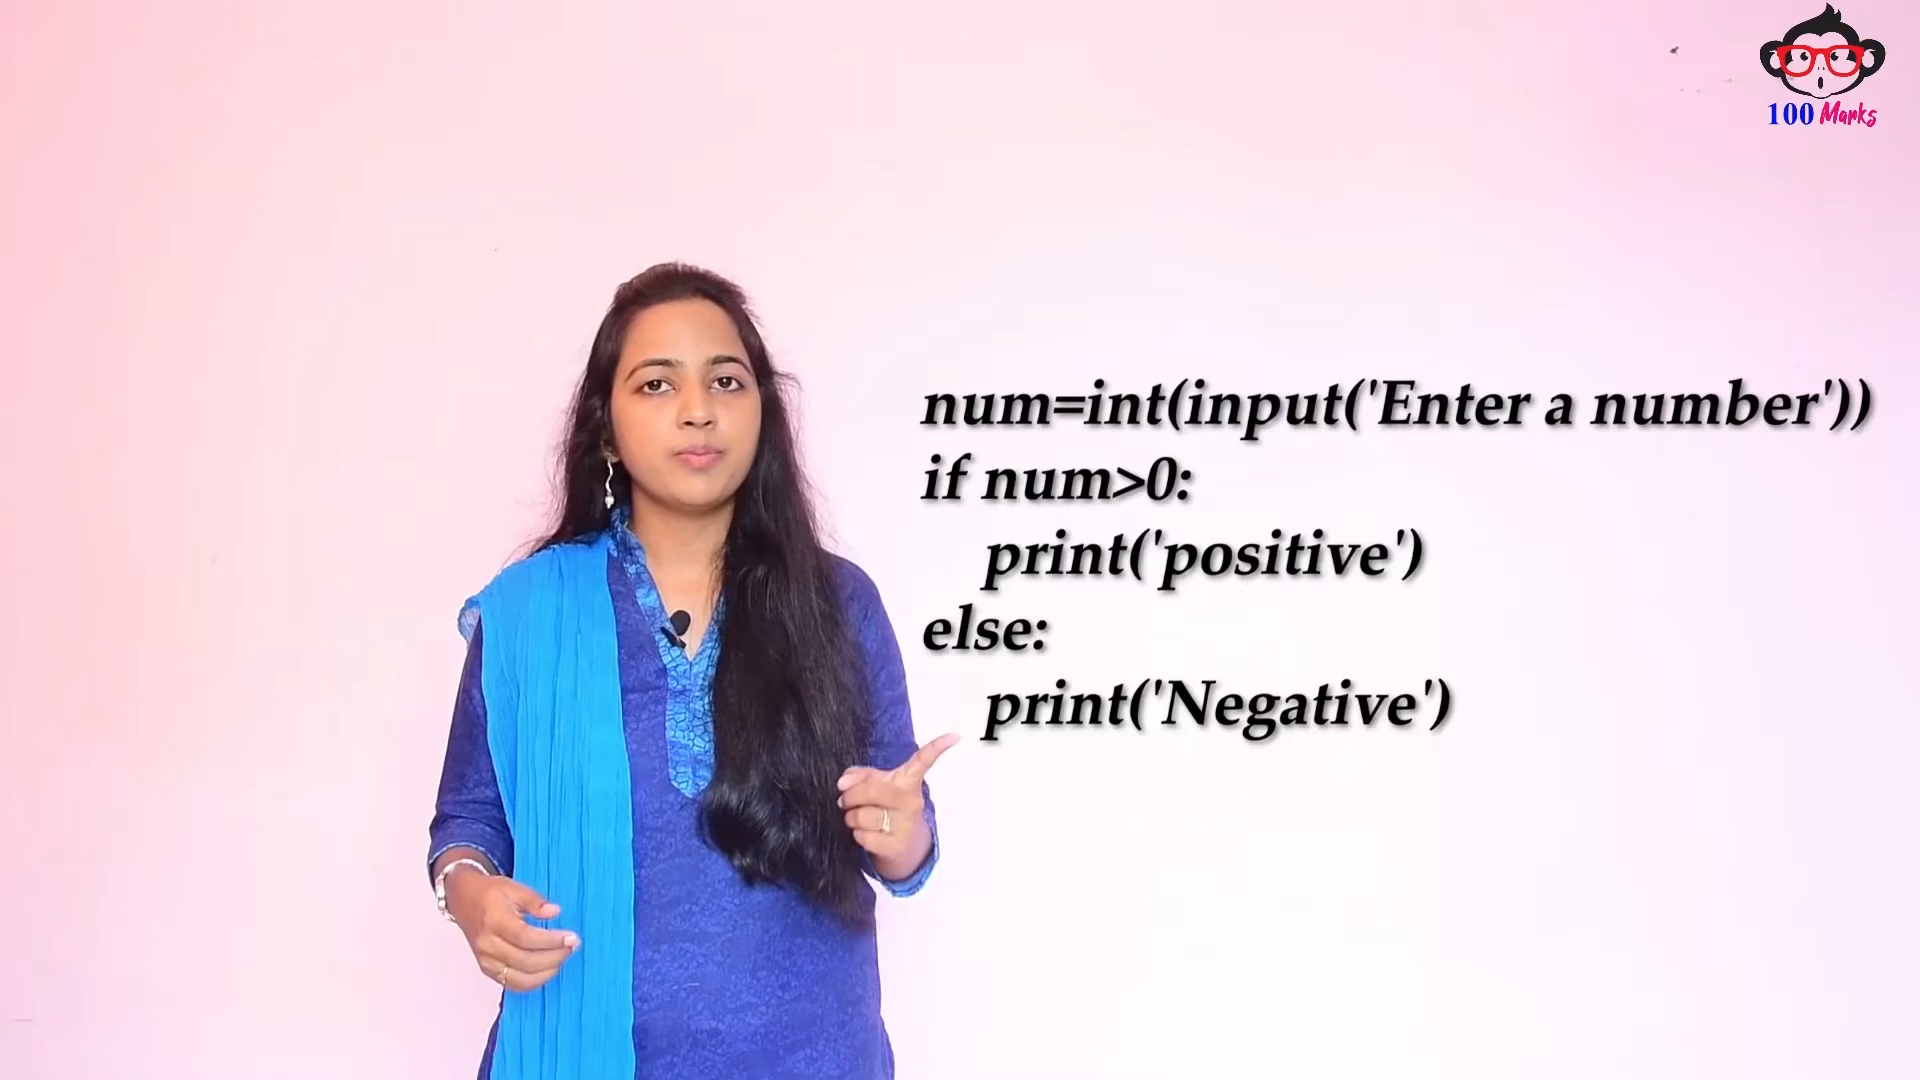 100 Marks
num=int(input('Enter a number'))
if num>0:
    print('positive')
else:
    print('Negative')